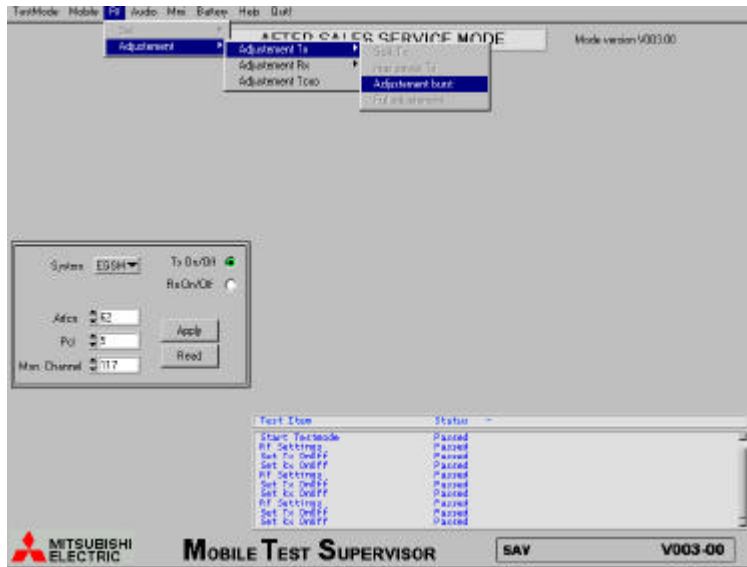 TestMode Mobile Rf Audio Mmi Battery Help Quit!
AFTER SALES SERVICE MODE
Mode version V003.00
Adjustement
Adjustement Tx
Adjustement Rx
Adjustement Tcxo
Adjustement burst
System EGSM
Tx On/Off
Rx On/Off
Arfcn 62
Pcl 5
Man. Channel 117
Apply
Read
Test Item Status -
Start Testmode Passed
Rf Settings Passed
Set Tx OnOff Passed
Set Rx OnOff Passed
Rf Settings Passed
Set Tx OnOff Passed
Set Rx OnOff Passed
Rf Settings Passed
Set Tx OnOff Passed
Set Rx OnOff Passed
MITSUBISHI
ELECTRIC
MOBILE TEST SUPERVISOR
SAV
V003-00